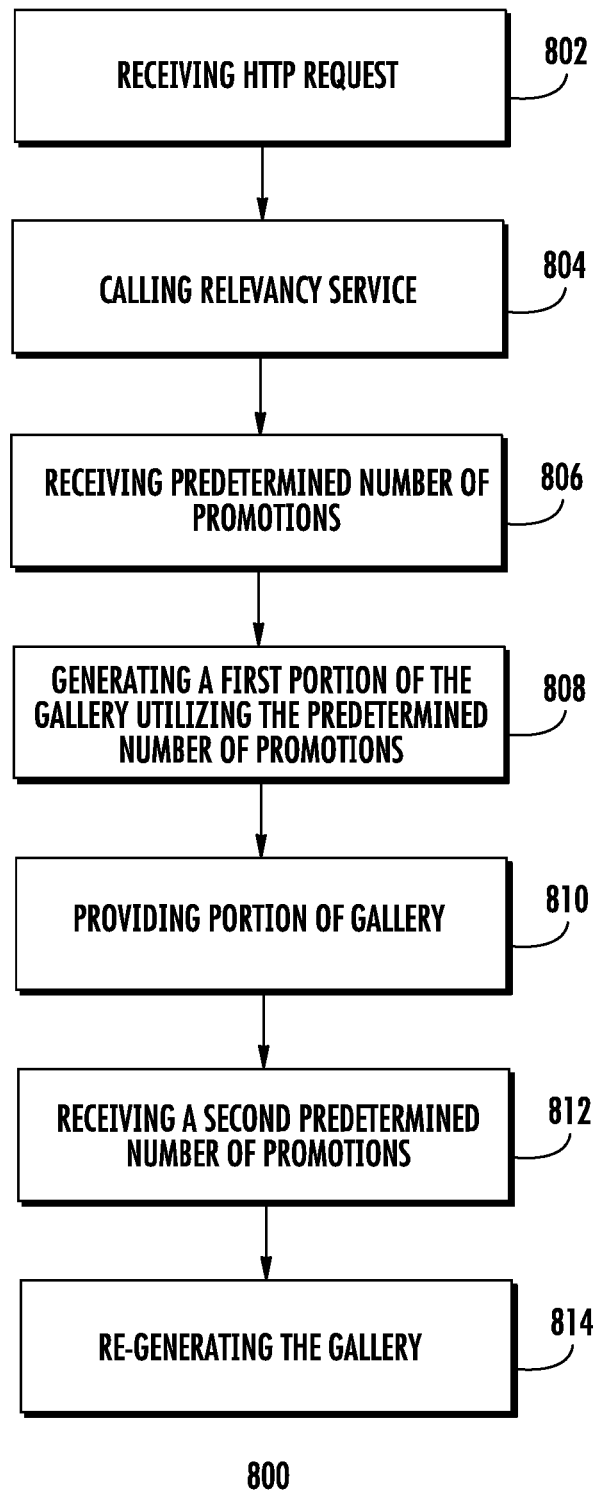 RECEIVING HTTP REQUEST
802
CALLING RELEVANCY SERVICE
804
RECEIVING PREDETERMINED NUMBER OF
PROMOTIONS
806
GENERATING A FIRST PORTION OF THE
GALLERY UTILIZING THE PREDETERMINED
NUMBER OF PROMOTIONS
808
PROVIDING PORTION OF GALLERY
810
RECEIVING A SECOND PREDETERMINED
NUMBER OF PROMOTIONS
812
RE-GENERATING THE GALLERY
814
800